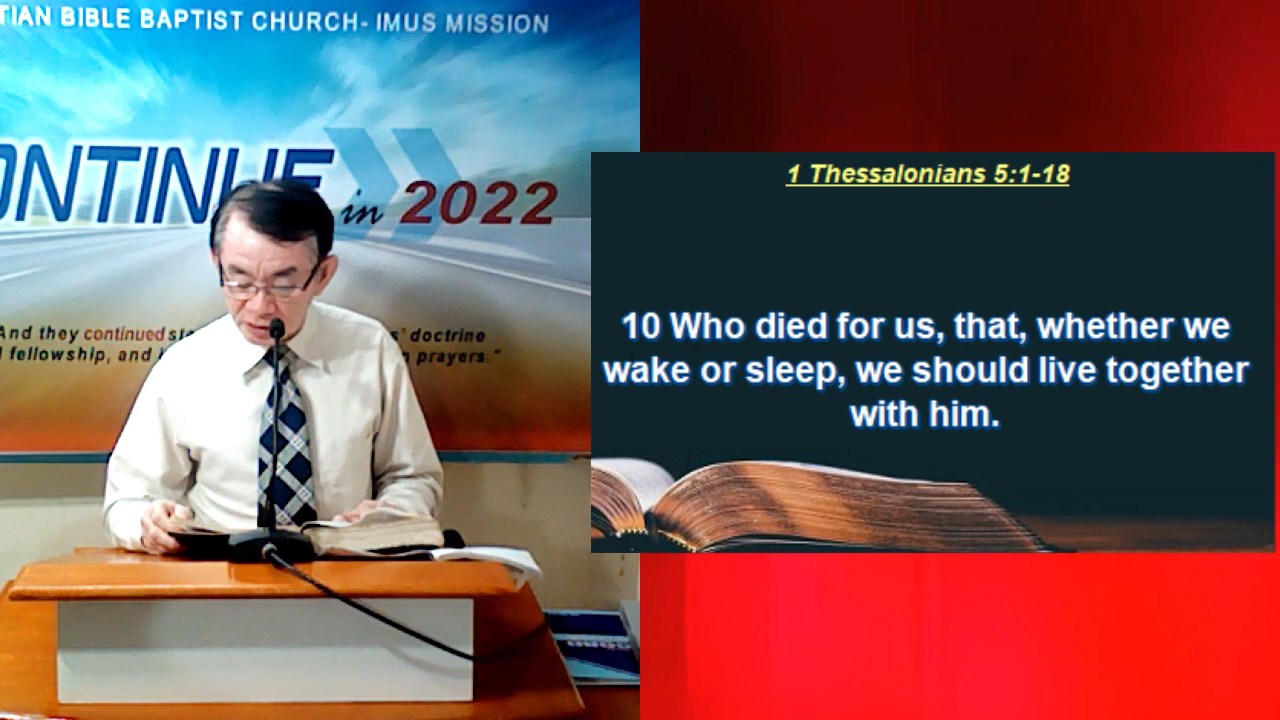 TIAN BIBLE BAPTIST CHURCH- IMUS MISSION
ONTINUE in 2022
And they continued doctrine
fellowship, and prayers."
1 Thessalonians 5:1-18
10 Who died for us, that, whether we
wake or sleep, we should live together
with him.